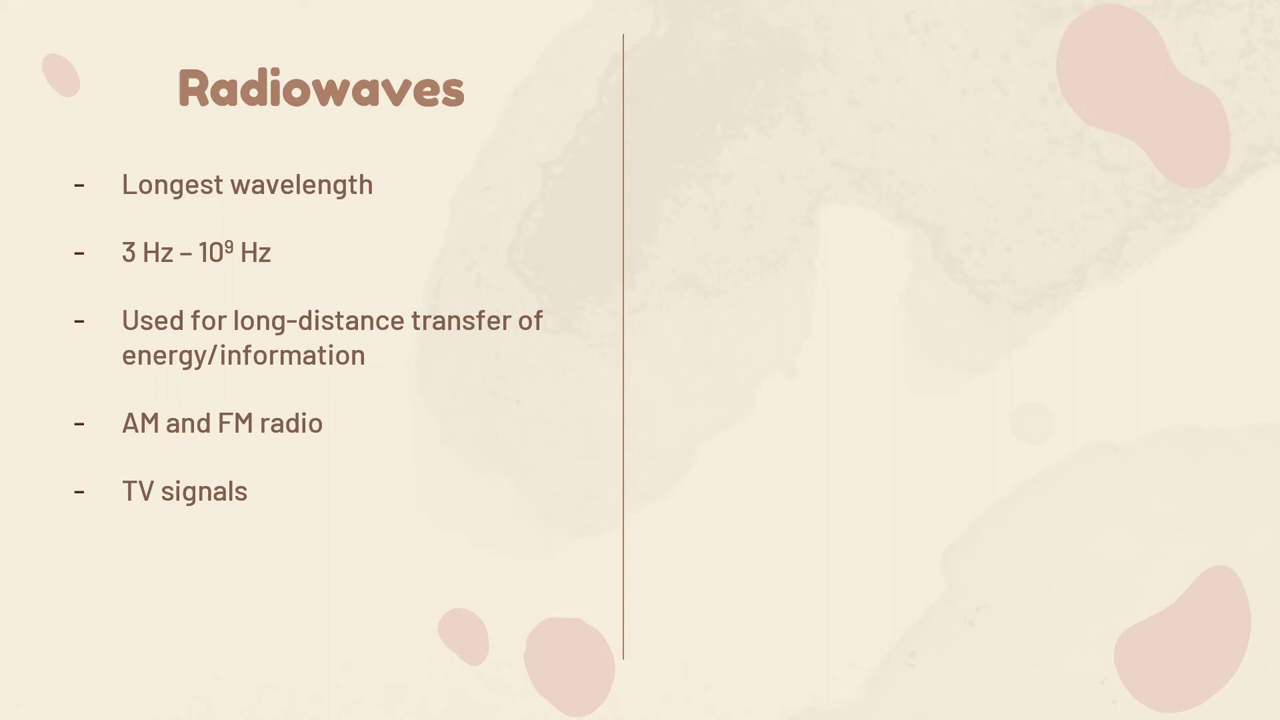 Radiowaves
- Longest wavelength
- 3 Hz – 10⁹ Hz
- Used for long-distance transfer of
energy/information
- AM and FM radio
- TV signals